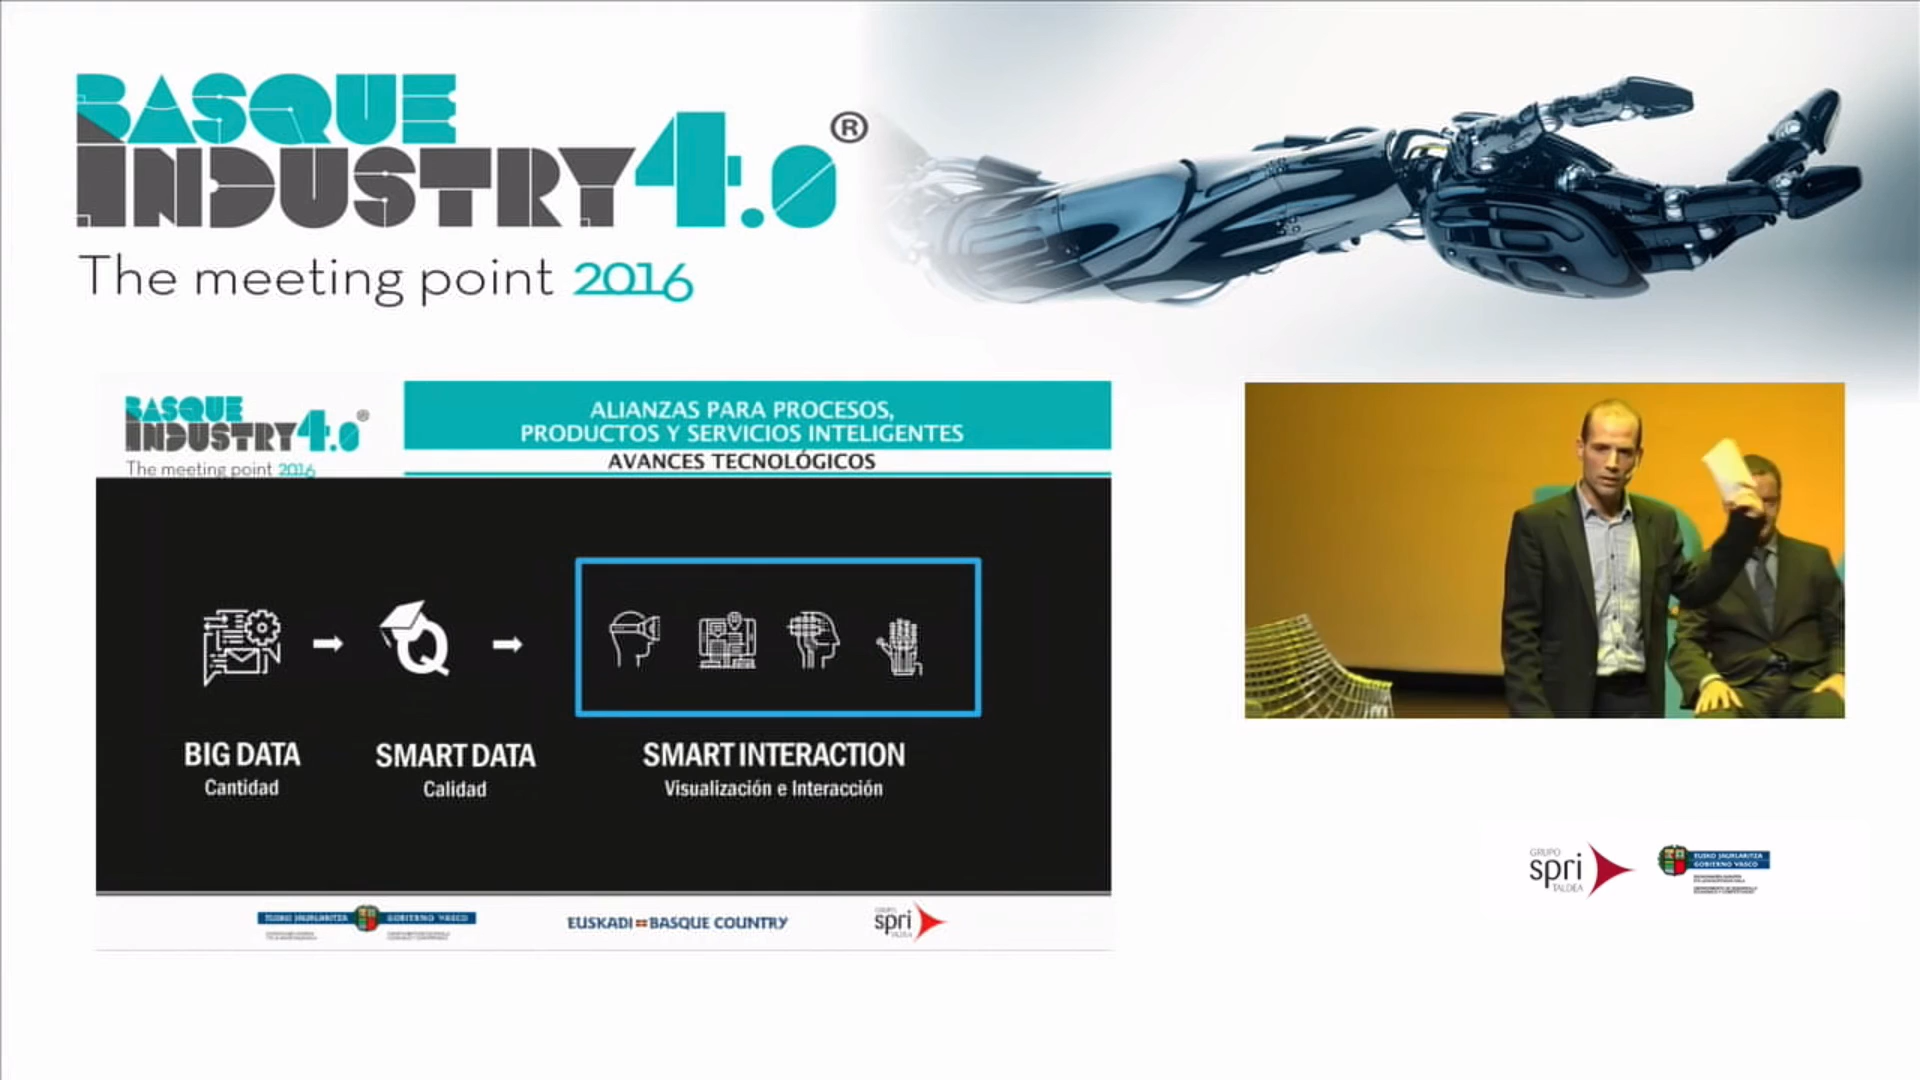 BASQUE
INDUSTRY 4.0®
The meeting point 2016
BASQUE
INDUSTRY 4.0®
The meeting point 2016
ALIANZAS PARA PROCESOS,
PRODUCTOS Y SERVICIOS INTELIGENTES
AVANCES TECNOLÓGICOS
BIG DATA
Cantidad
SMART DATA
Calidad
SMART INTERACTION
Visualización e Interacción
EUSKO JAURLARITZA GOBIERNO VASCO
EUSKADI BASQUE COUNTRY
GRUPO
spri
TALDEA
GRUPO
spri
TALDEA
EUSKO JAURLARITZA
GOBIERNO VASCO